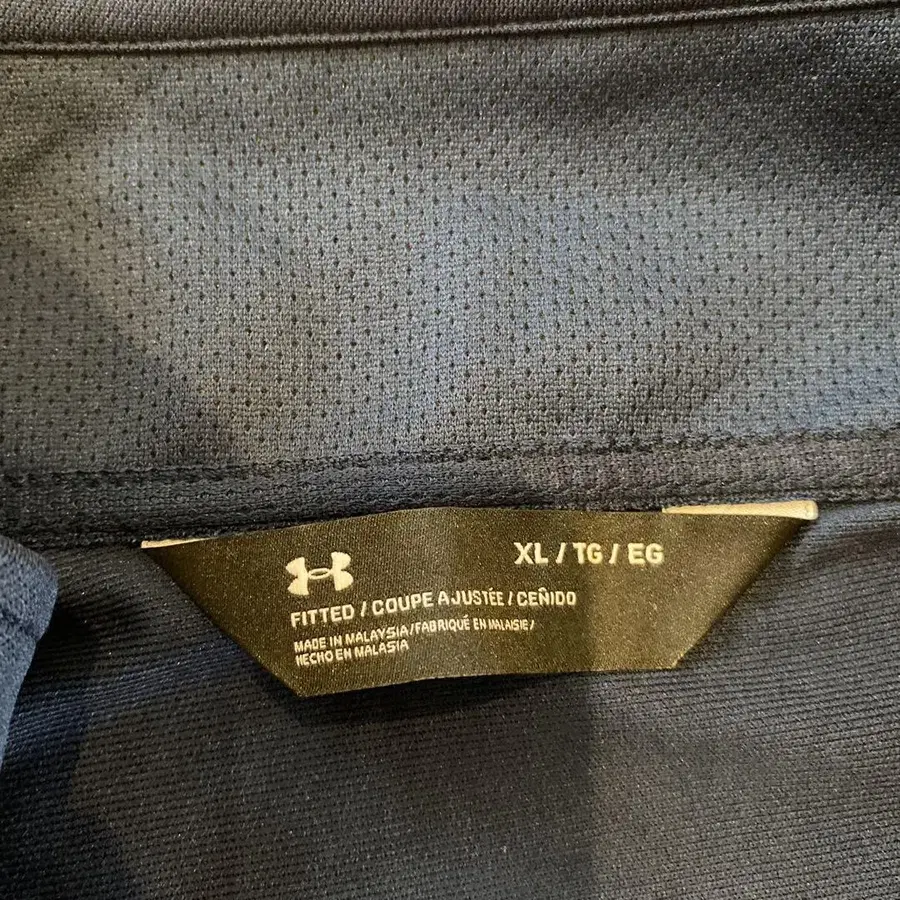 XL / TG / EG
FITTED / COUPE AJUSTÉE / CEÑIDO
MADE IN MALAYSIA / FABRIQUÉ EN MALAISIE /
HECHO EN MALASIA